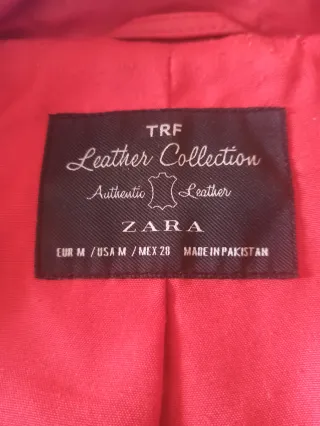 TRF
Leather Collection
Authentic Leather
ZARA
EUR M / USA M / MEX 28 MADE IN PAKISTAN